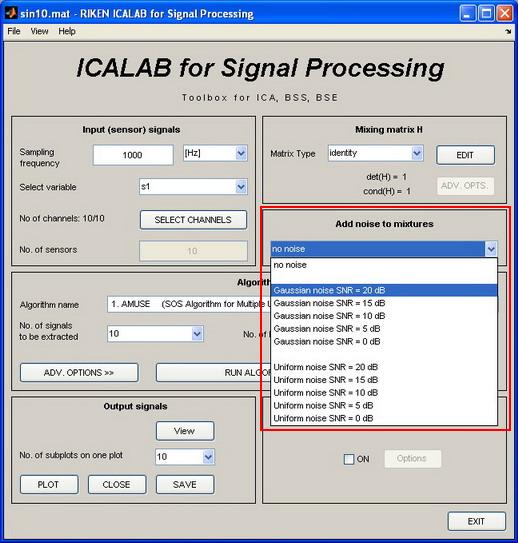 sin10.mat - RIKEN ICALAB for Signal Processing
File View Help
ICALAB for Signal Processing
Toolbox for ICA, BSS, BSE
Input (sensor) signals
Sampling frequency
1000
[Hz]
Select variable
s1
No of channels: 10/10
SELECT CHANNELS
No. of sensors
10
Mixing matrix H
Matrix Type
identity
EDIT
det(H) = 1
cond(H) = 1
ADV. OPTS.
Add noise to mixtures
no noise
no noise
Gaussian noise SNR = 20 dB
Gaussian noise SNR = 15 dB
Gaussian noise SNR = 10 dB
Gaussian noise SNR = 5 dB
Gaussian noise SNR = 0 dB
Uniform noise SNR = 20 dB
Uniform noise SNR = 15 dB
Uniform noise SNR = 10 dB
Uniform noise SNR = 5 dB
Uniform noise SNR = 0 dB
Algorith
Algorithm name
1. AMUSE (SOS Algorithm for Multiple U
No. of signals
to be extracted
10
No. of
ADV. OPTIONS >>
RUN ALGO
Output signals
View
No. of subplots on one plot
10
PLOT
CLOSE
SAVE
ON
Options
EXIT